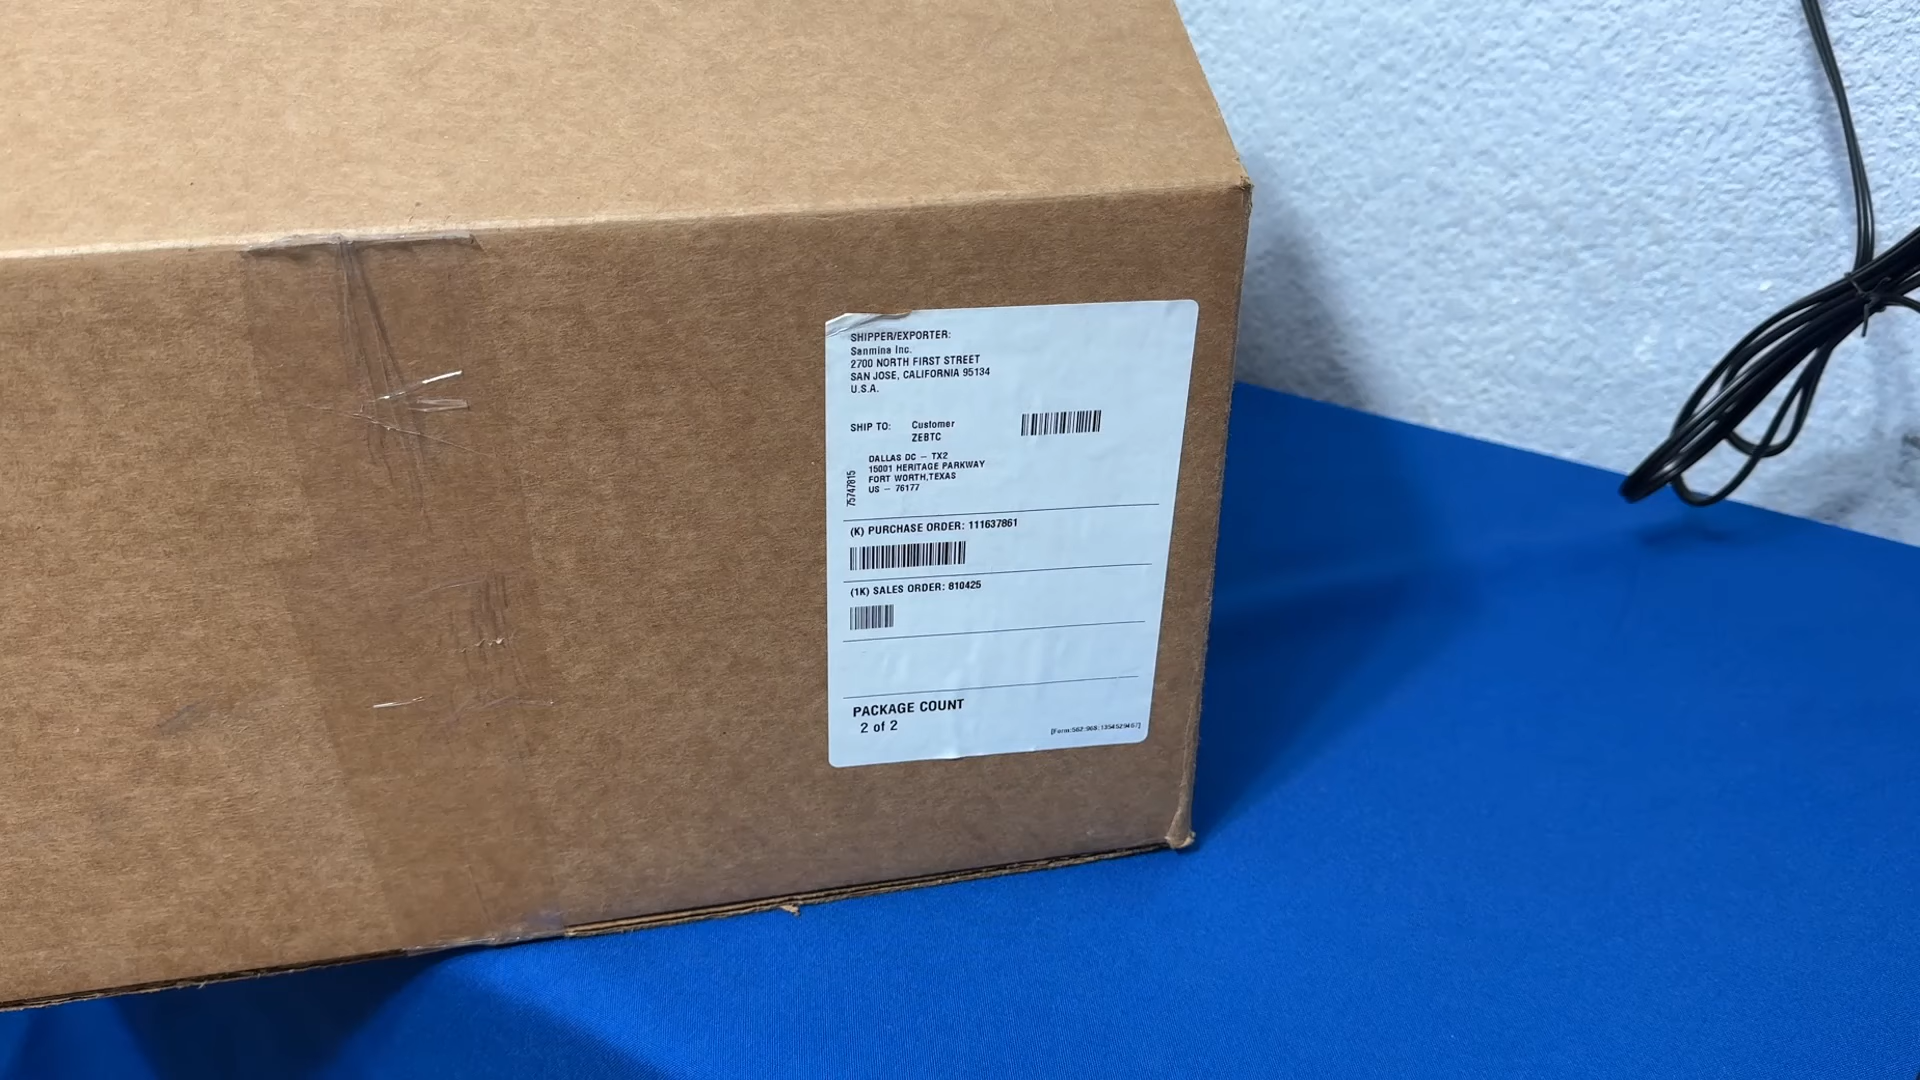 SHIPPER/EXPORTER:
Sanmina Inc.
2700 NORTH FIRST STREET
SAN JOSE, CALIFORNIA 95134
U.S.A.
SHIP TO: Customer
ZEBTC
DALLAS DC – TX2
15001 HERITAGE PARKWAY
FORT WORTH,TEXAS
US – 76177
75747815
(K) PURCHASE ORDER: 111637861
(1K) SALES ORDER: 810425
PACKAGE COUNT
2 of 2